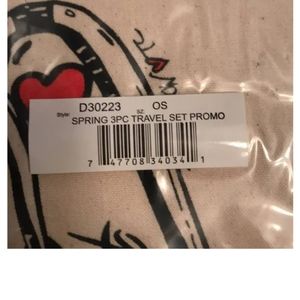 Style: D30223 SZ: OS
SPRING 3PC TRAVEL SET PROMO
7 47708 34034 1